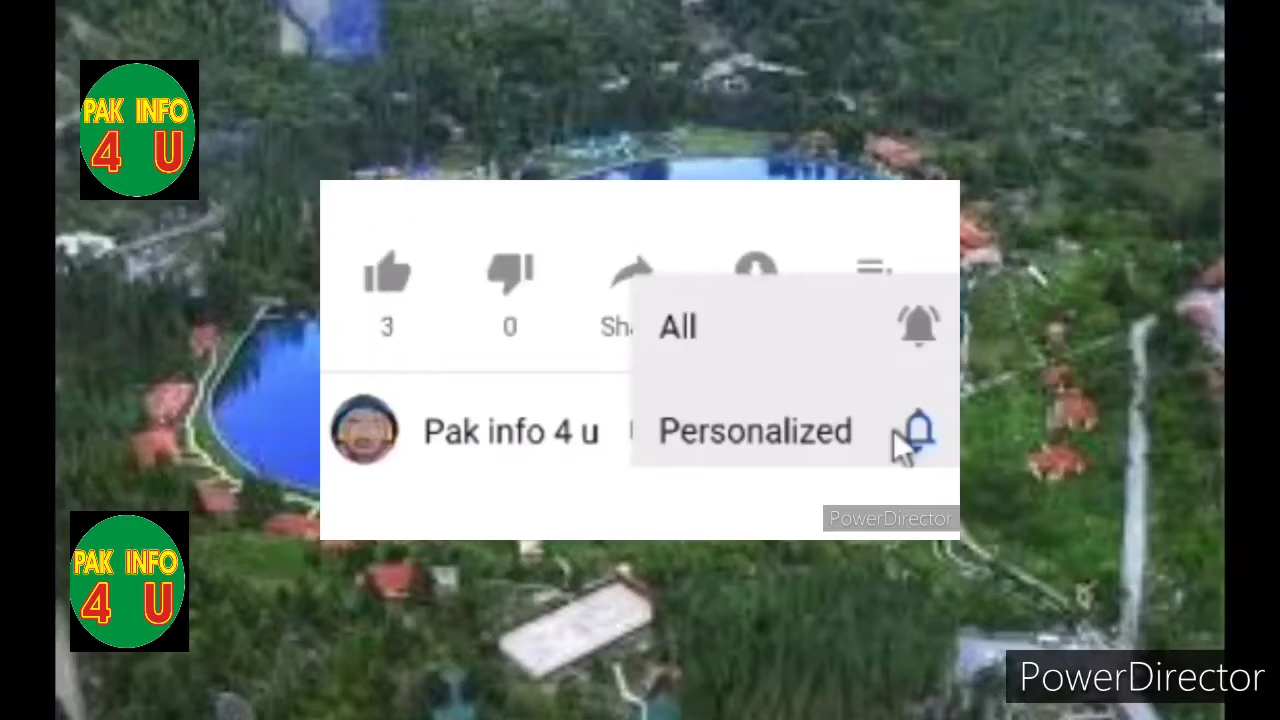 PAK INFO
4 U
3
0
Sh
All
Pak info 4 u
Personalized
PowerDirector
PAK INFO
4 U
PowerDirector